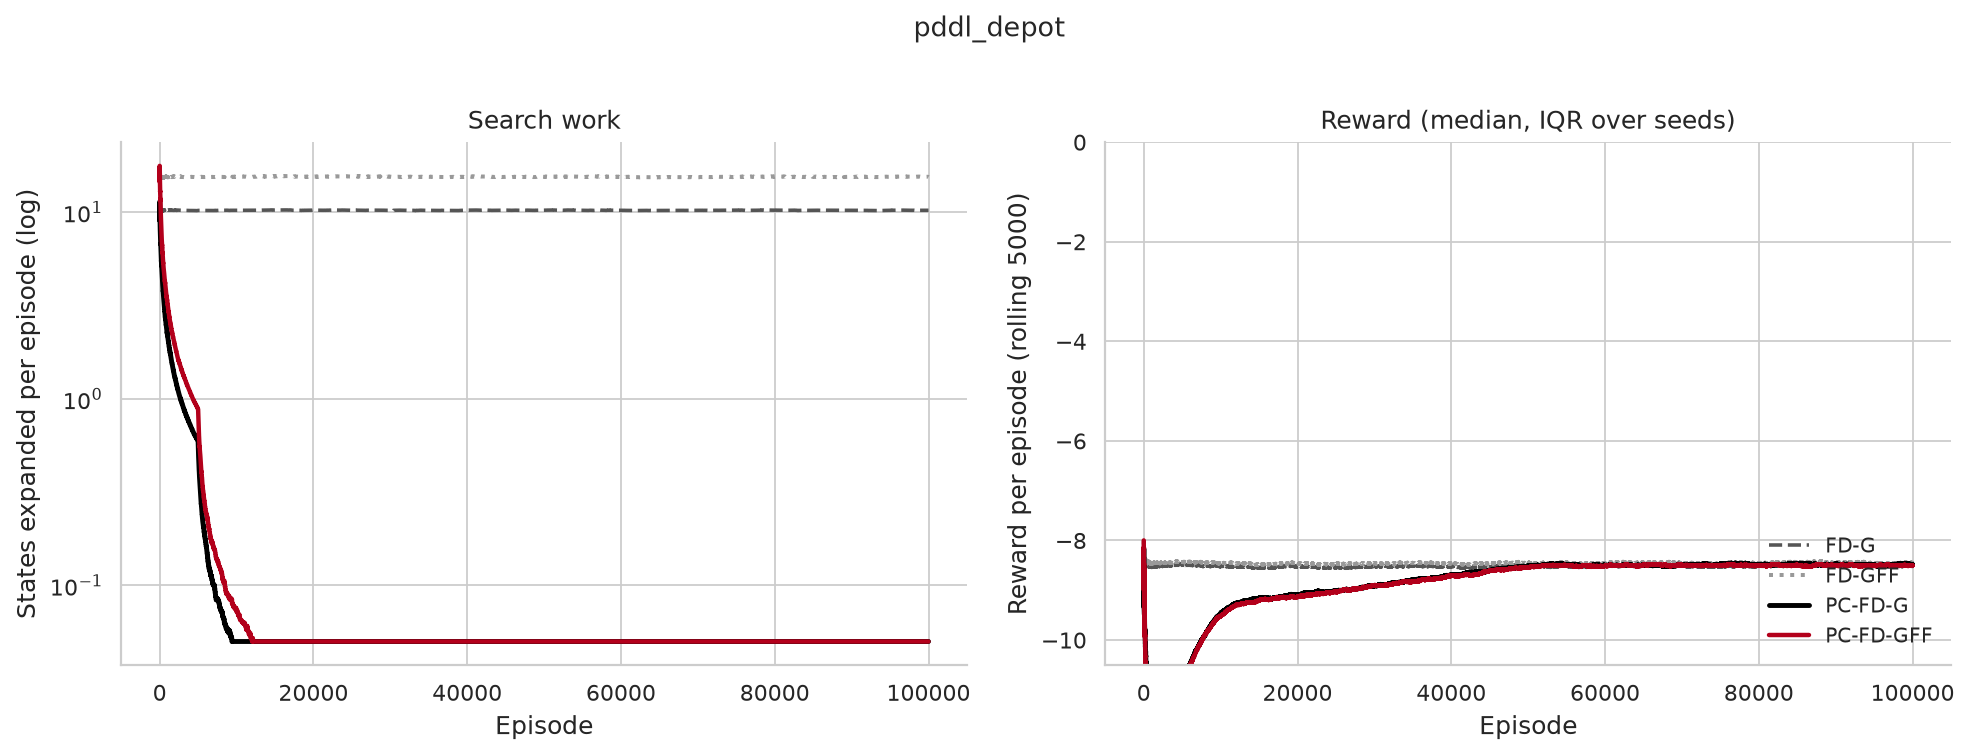 pddl_depot
Search work
States expanded per episode (log)
10^1
10^0
10^−1
0
20000
40000
60000
80000
100000
Episode
Reward (median, IQR over seeds)
Reward per episode (rolling 5000)
0
−2
−4
−6
−8
−10
FD-G
FD-GFF
PC-FD-G
PC-FD-GFF
0
20000
40000
60000
80000
100000
Episode